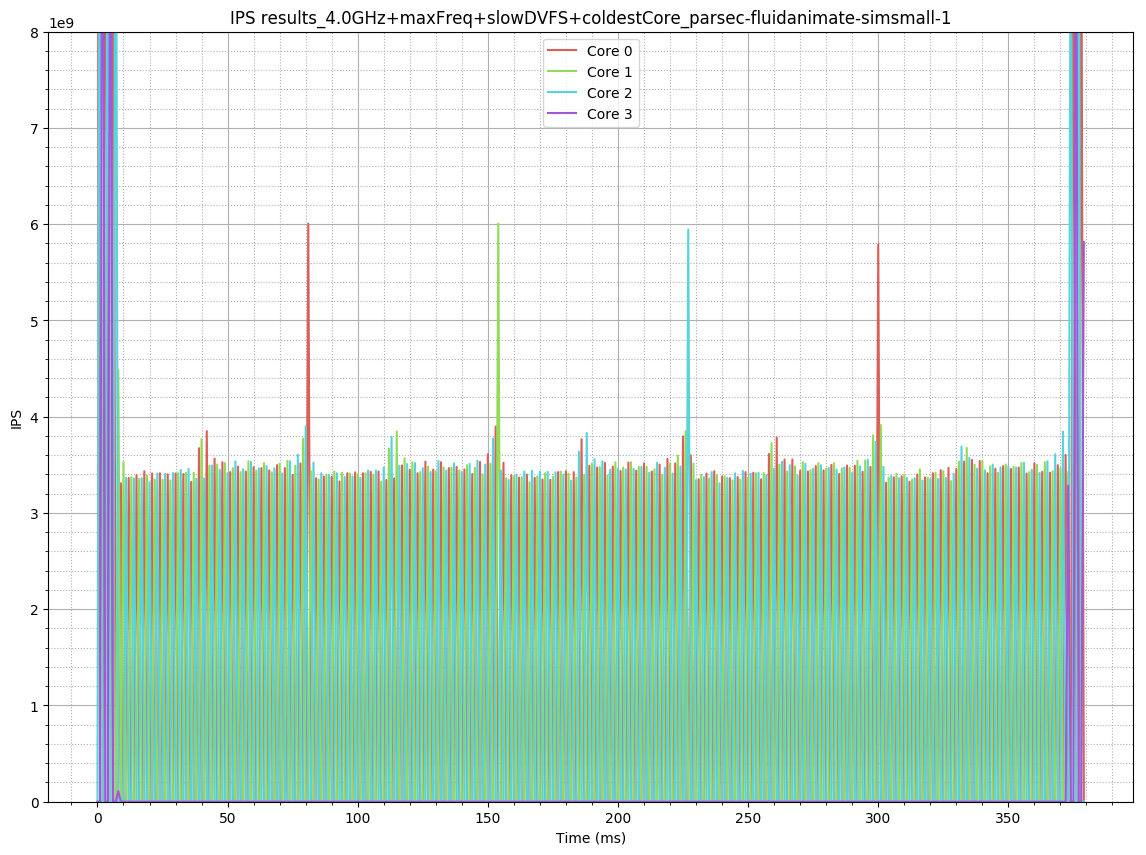 IPS results_4.0GHz+maxFreq+slowDVFS+coldestCore_parsec-fluidanimate-simsmall-1
1e9
8
7
6
5
4
3
2
1
0
IPS
Core 0
Core 1
Core 2
Core 3
0 50 100 150 200 250 300 350
Time (ms)